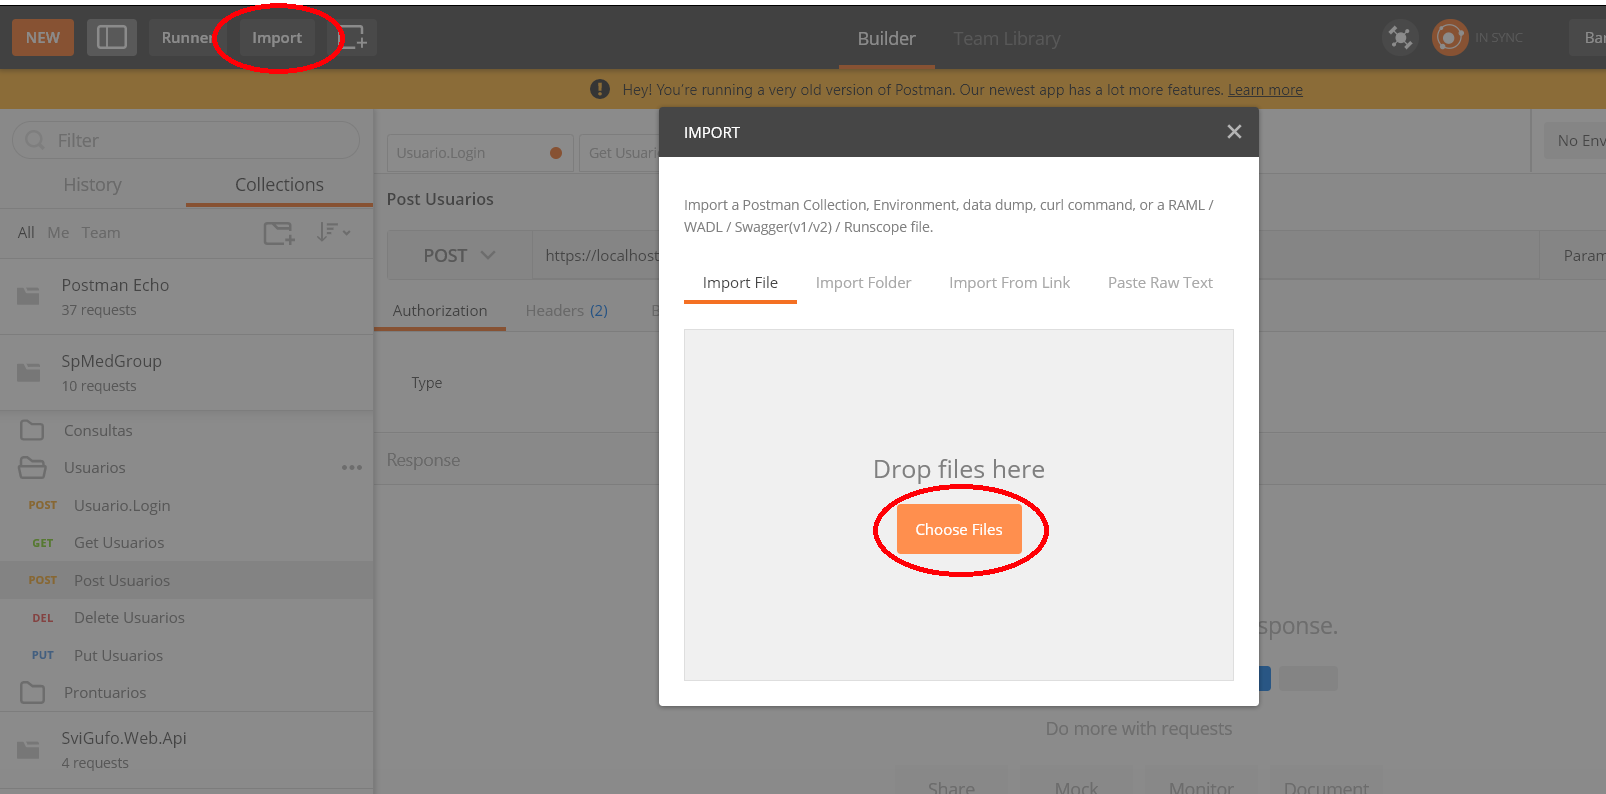 NEW
Runner
Import
Builder
Team Library
IN SYNC
Hey! You're running a very old version of Postman. Our newest app has a lot more features. Learn more
Filter
History
Collections
All Me Team
Postman Echo
37 requests
SpMedGroup
10 requests
Consultas
Usuarios
POST Usuario.Login
GET Get Usuarios
POST Post Usuarios
DEL Delete Usuarios
PUT Put Usuarios
Prontuarios
SviGufo.Web.Api
4 requests
Usuario.Login
Get Usuari
No Env
Post Usuarios
POST
https://localhost
Param
Authorization
Headers (2)
B
Type
Response
IMPORT
Import a Postman Collection, Environment, data dump, curl command, or a RAML /
WADL / Swagger(v1/v2) / Runscope file.
Import File
Import Folder
Import From Link
Paste Raw Text
Drop files here
Choose Files
sponse.
Do more with requests
Share
Mock
Monitor
Document